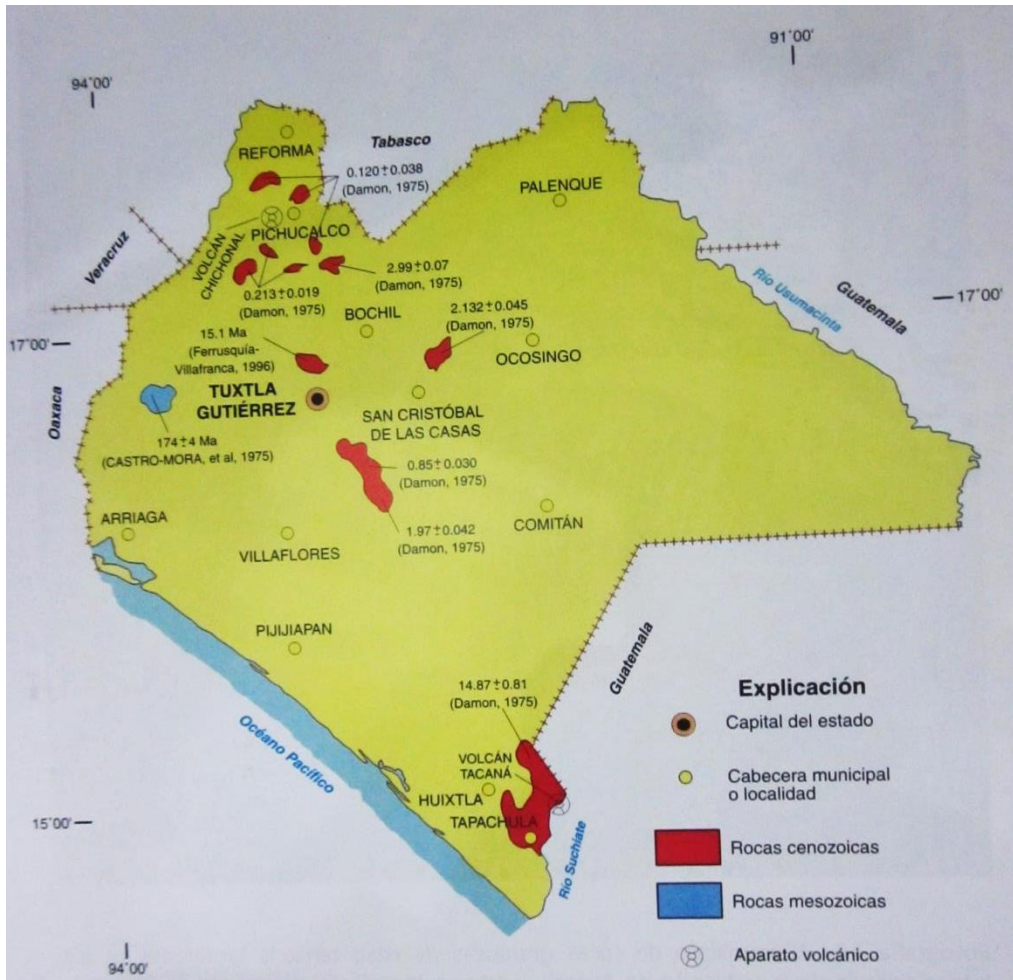 91°00'
94°00'
Tabasco
REFORMA
0.120±0.038
(Damon, 1975)
PALENQUE
PICHUCALCO
VOLCÁN
CHICHONAL
Veracruz
2.99±0.07
(Damon, 1975)
0.213±0.019
(Damon, 1975)
Río Usumacinta
Guatemala
17°00'
BOCHIL
2.132±0.045
(Damon, 1975)
15.1 Ma
(Ferrusquía-
Villafranca, 1996)
17°00'
OCOSINGO
Oaxaca
TUXTLA
GUTIÉRREZ
SAN CRISTÓBAL
DE LAS CASAS
174±4 Ma
(CASTRO-MORA, et al, 1975)
0.85±0.030
(Damon, 1975)
ARRIAGA
1.97±0.042
(Damon, 1975)
COMITÁN
VILLAFLORES
PIJIJIAPAN
Guatemala
14.87±0.81
(Damon, 1975)
Océano Pacífico
VOLCÁN
TACANÁ
HUIXTLA
TAPACHULA
15°00'
Río Suchiate
94°00'
Explicación
Capital del estado
Cabecera municipal
o localidad
Rocas cenozoicas
Rocas mesozoicas
Aparato volcánico